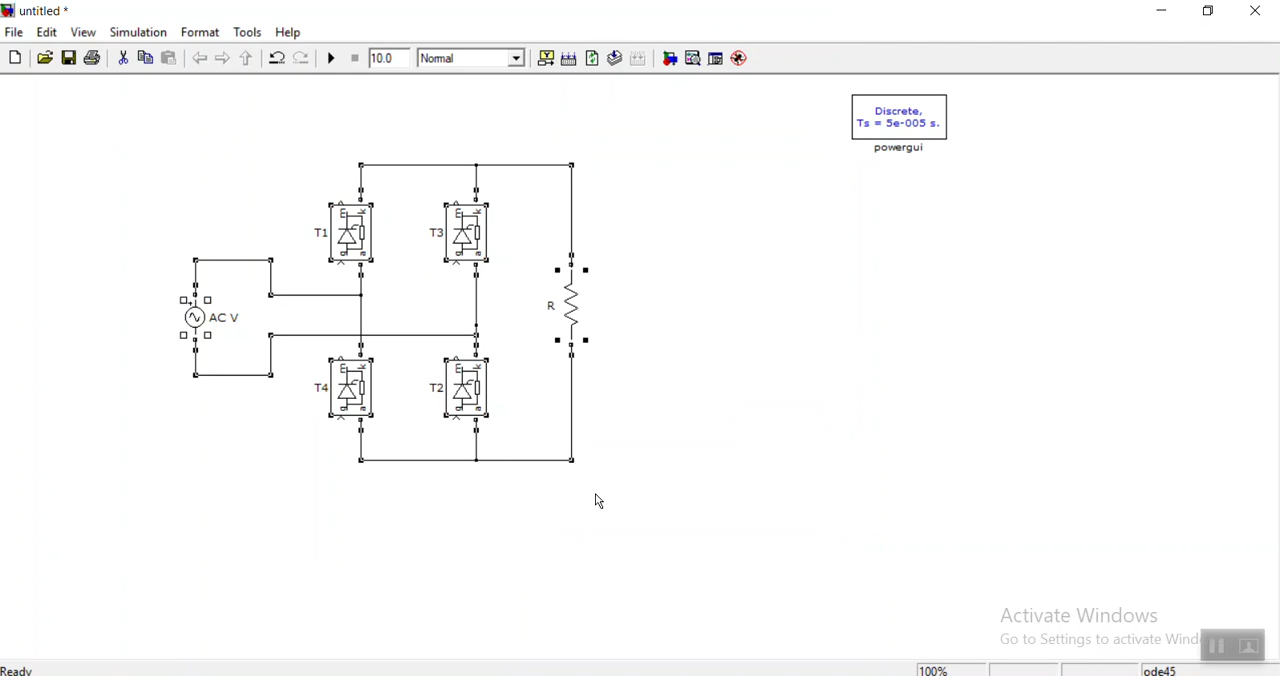 untitled *
File Edit View Simulation Format Tools Help
10.0 Normal
Discrete,
Ts = 5e-005 s.
powergui
T1 T3
m k m k
g a g a
R
+
AC V
T4 T2
m k m k
g a g a
Activate Windows
Go to Settings to activate
Ready 100% ode45